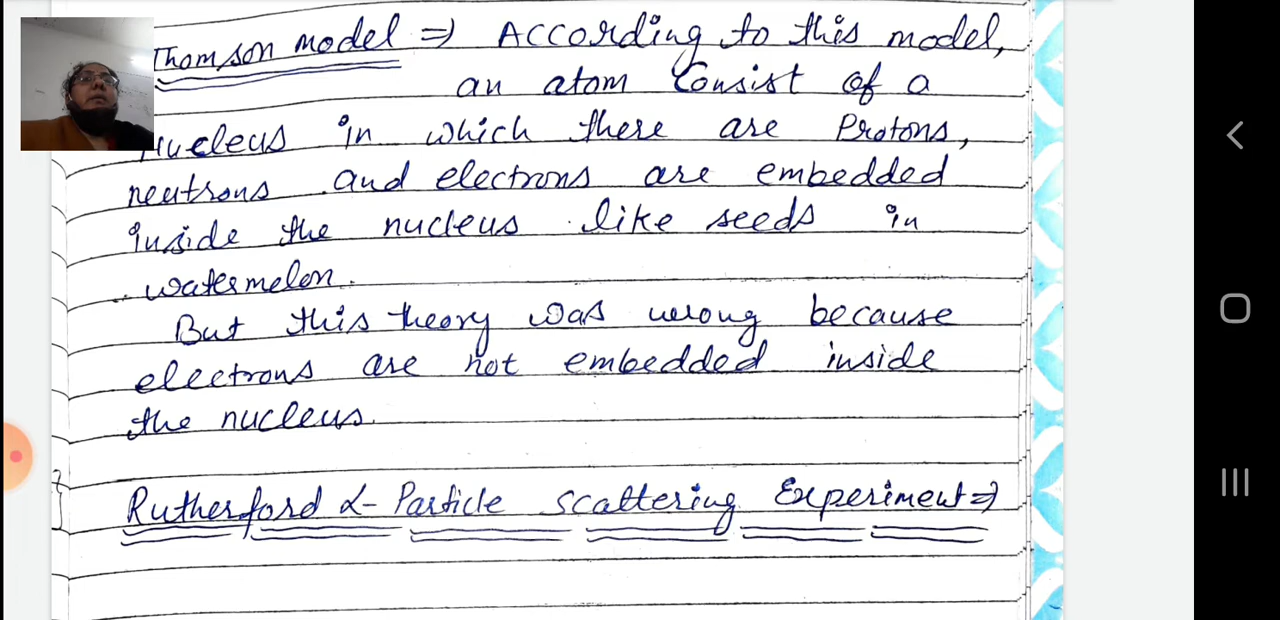 Thomson model ⇒ According to this model,
an atom consist of a
nucleus in which there are Protons,
neutrons and electrons are embedded
inside the nucleus like seeds in
watermelon.
But this theory was wrong because
electrons are not embedded inside
the nucleus.
Rutherford α- Particle scattering Experiment ⇒